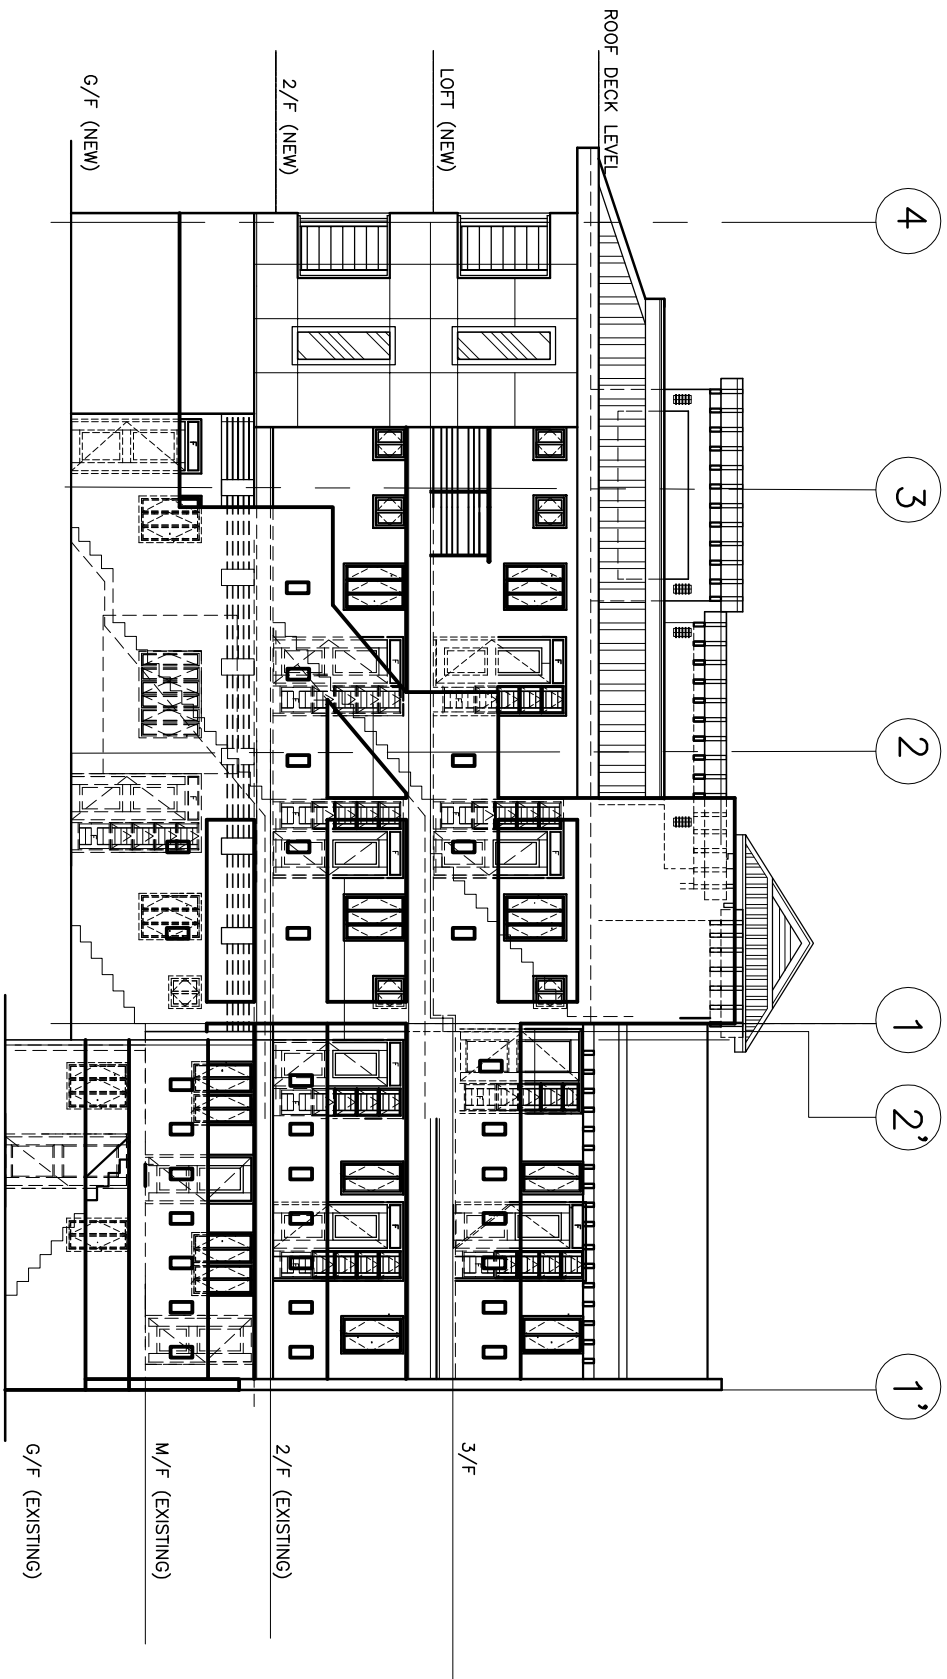 4
3
2
1
2'
1'
ROOF DECK LEVEL
LOFT (NEW)
2/F (NEW)
G/F (NEW)
3/F
2/F (EXISTING)
M/F (EXISTING)
G/F (EXISTING)
F
F
F
F
F
F
F
F